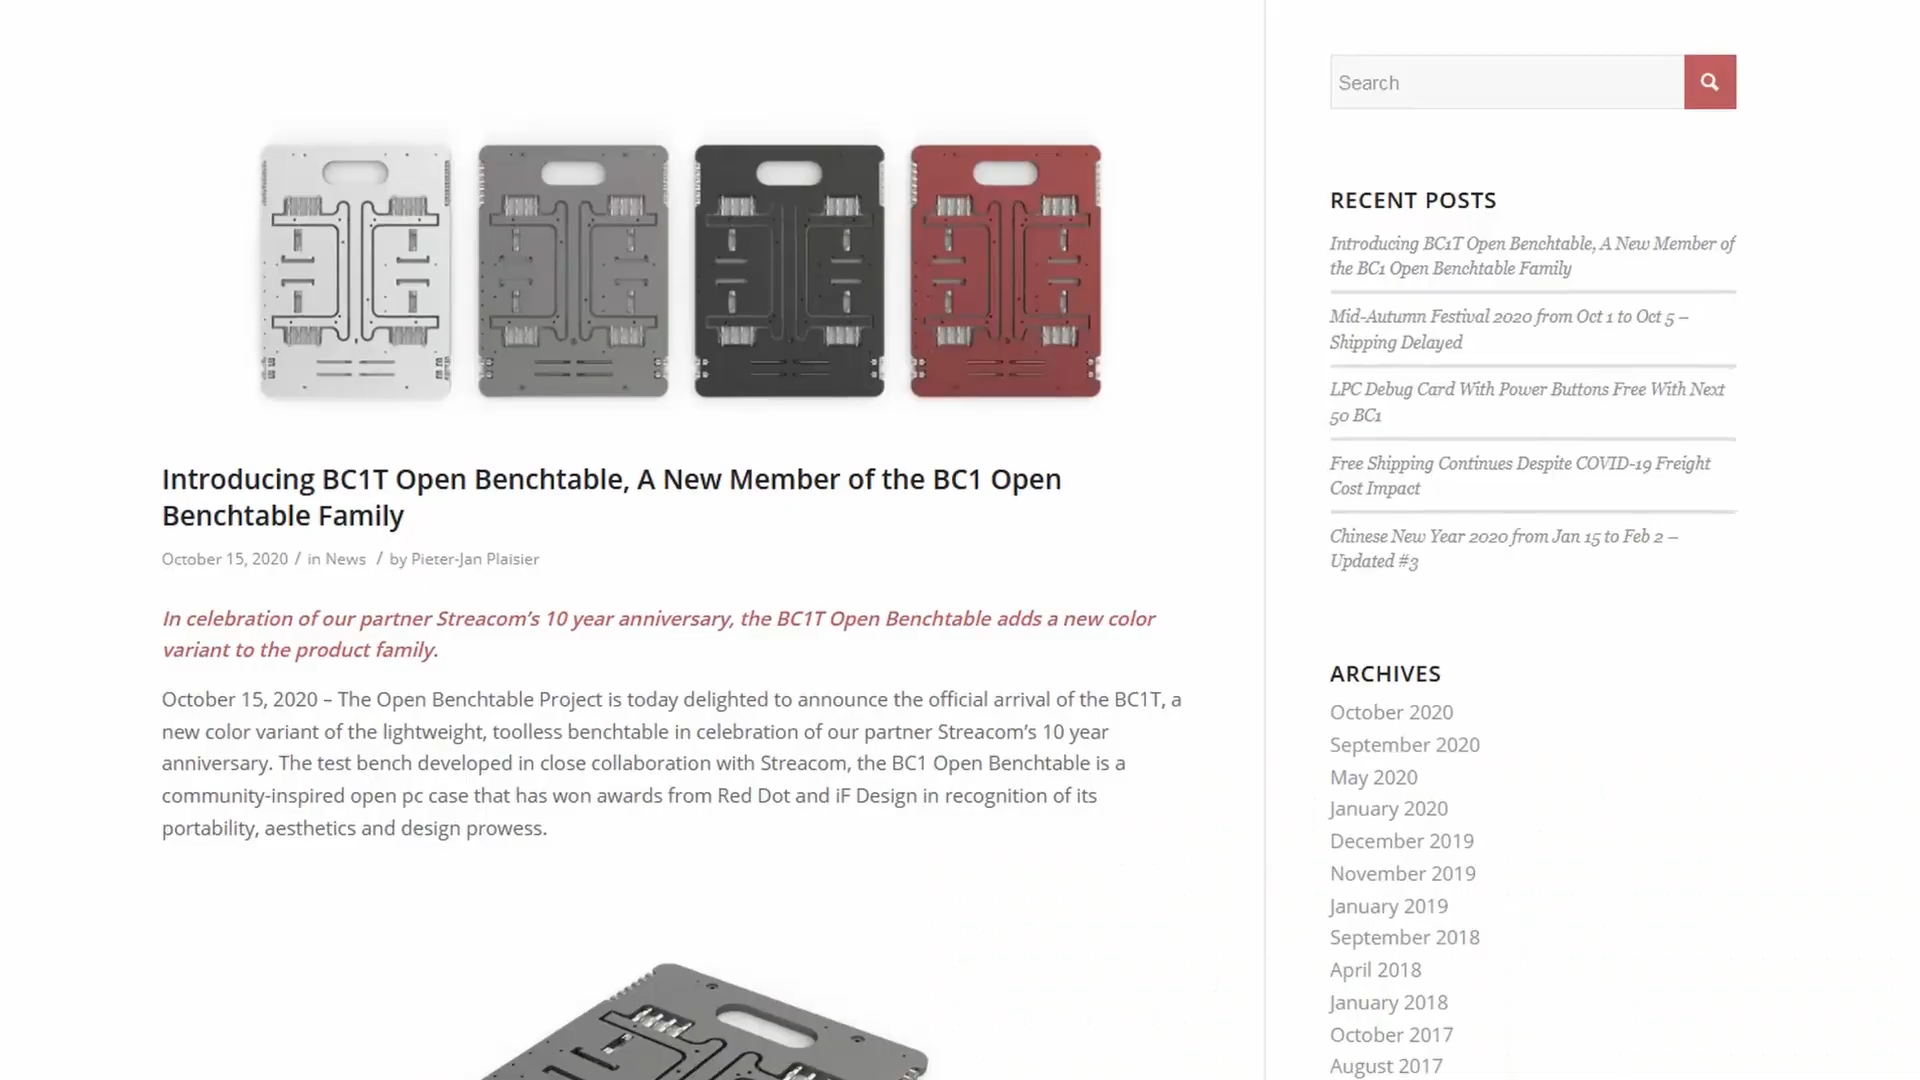 Introducing BC1T Open Benchtable, A New Member of the BC1 Open
Benchtable Family
October 15, 2020 / in News / by Pieter-Jan Plaisier
In celebration of our partner Streacom's 10 year anniversary, the BC1T Open Benchtable adds a new color
variant to the product family.
October 15, 2020 – The Open Benchtable Project is today delighted to announce the official arrival of the BC1T, a
new color variant of the lightweight, toolless benchtable in celebration of our partner Streacom's 10 year
anniversary. The test bench developed in close collaboration with Streacom, the BC1 Open Benchtable is a
community-inspired open pc case that has won awards from Red Dot and iF Design in recognition of its
portability, aesthetics and design prowess.
Search
RECENT POSTS
Introducing BC1T Open Benchtable, A New Member of
the BC1 Open Benchtable Family
Mid-Autumn Festival 2020 from Oct 1 to Oct 5 –
Shipping Delayed
LPC Debug Card With Power Buttons Free With Next
50 BC1
Free Shipping Continues Despite COVID-19 Freight
Cost Impact
Chinese New Year 2020 from Jan 15 to Feb 2 –
Updated #3
ARCHIVES
October 2020
September 2020
May 2020
January 2020
December 2019
November 2019
January 2019
September 2018
April 2018
January 2018
October 2017
August 2017